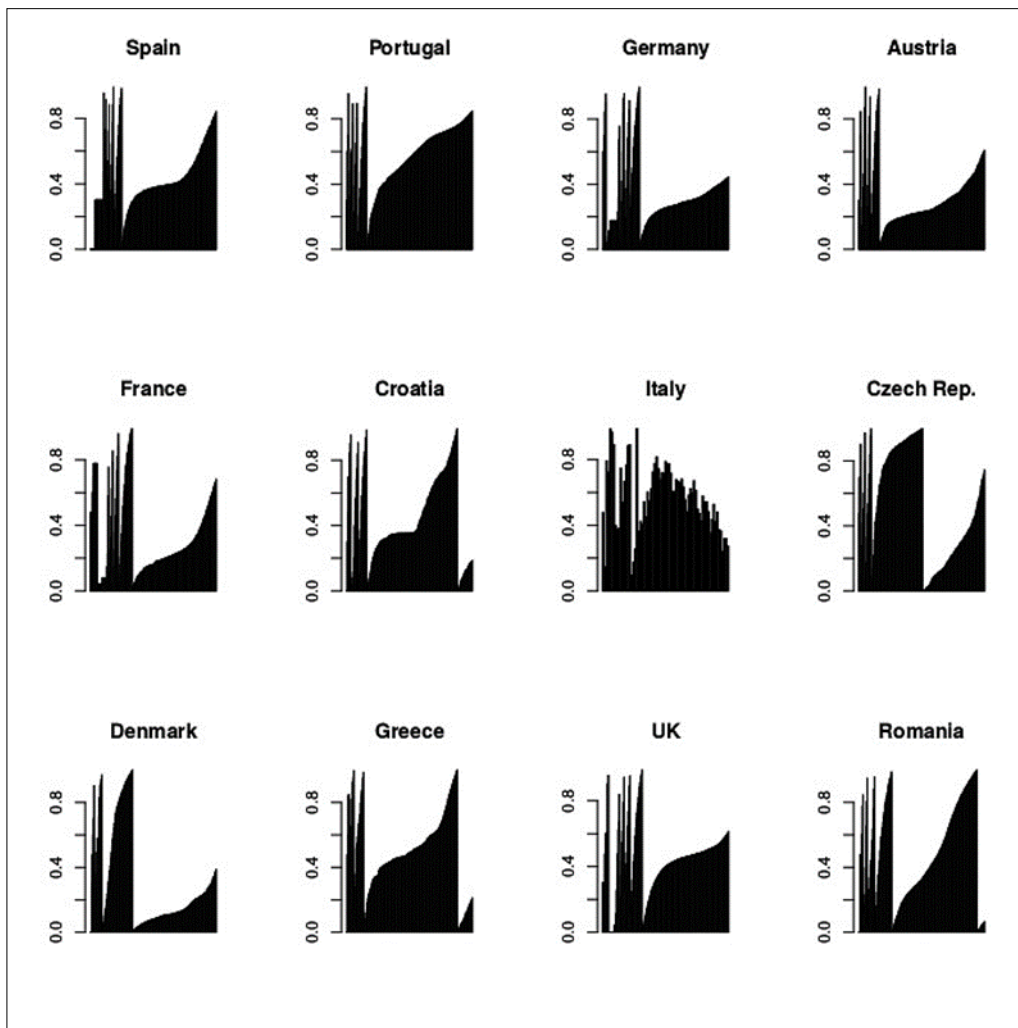 Spain Portugal Germany Austria
0.8 0.8 0.8 0.8
0.4 0.4 0.4 0.4
0.0 0.0 0.0 0.0
France Croatia Italy Czech Rep.
0.8 0.8 0.8 0.8
0.4 0.4 0.4 0.4
0.0 0.0 0.0 0.0
Denmark Greece UK Romania
0.8 0.8 0.8 0.8
0.4 0.4 0.4 0.4
0.0 0.0 0.0 0.0